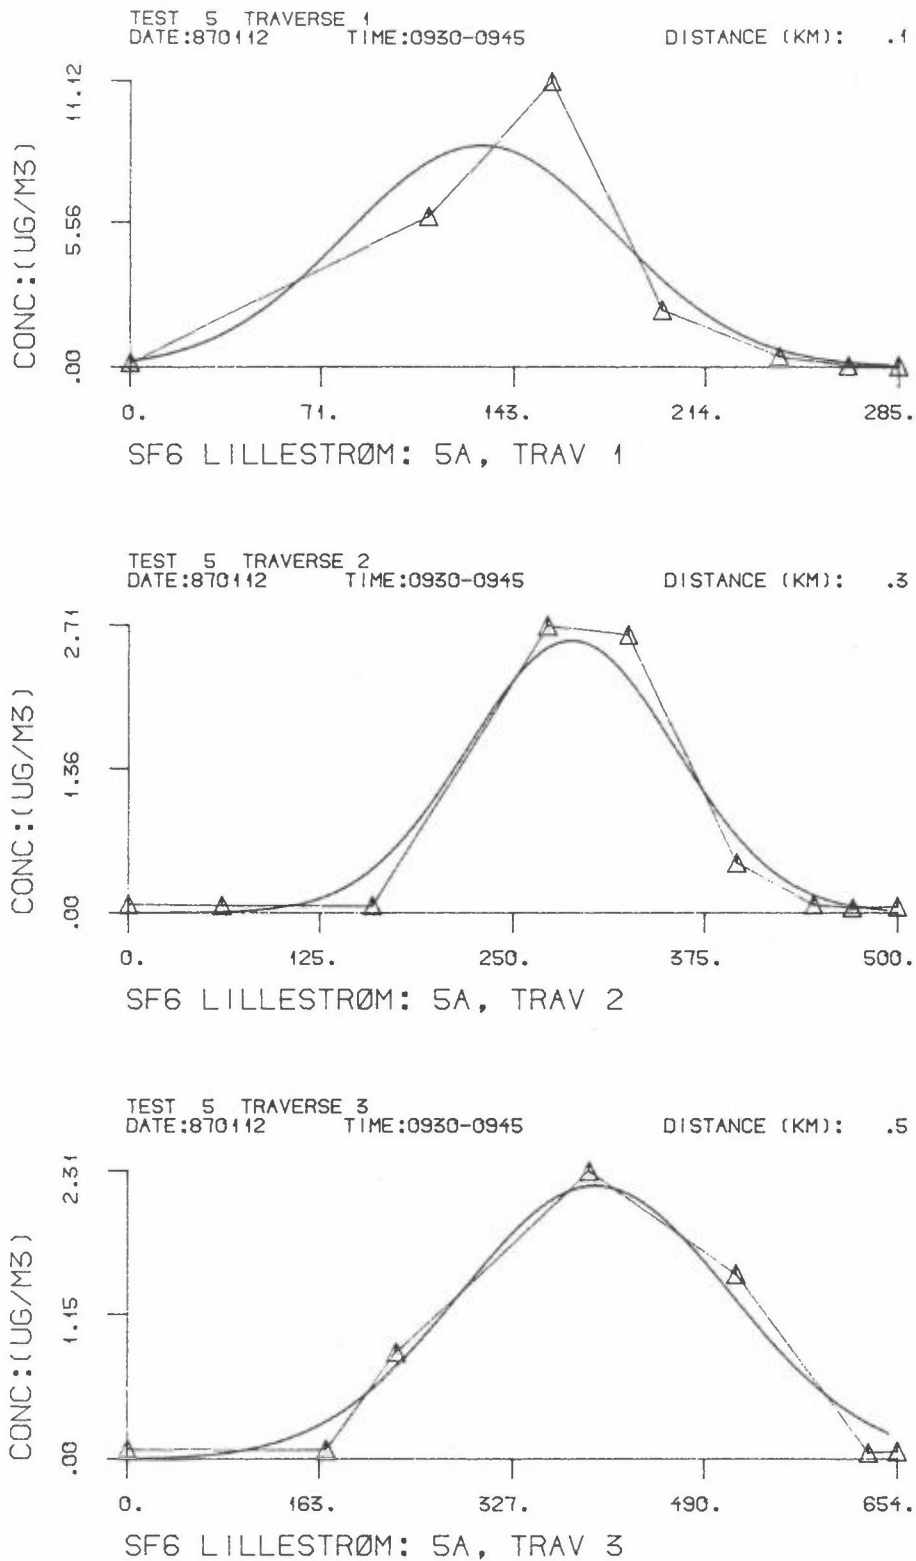 TEST 5 TRAVERSE 1
DATE:870112 TIME:0930-0945 DISTANCE (KM): .1
CONC:(UG/M3)
11.12
5.56
.00
0. 71. 143. 214. 285.
SF6 LILLESTRØM: 5A, TRAV 1
TEST 5 TRAVERSE 2
DATE:870112 TIME:0930-0945 DISTANCE (KM): .3
CONC:(UG/M3)
2.71
1.36
.00
0. 125. 250. 375. 500.
SF6 LILLESTRØM: 5A, TRAV 2
TEST 5 TRAVERSE 3
DATE:870112 TIME:0930-0945 DISTANCE (KM): .5
CONC:(UG/M3)
2.31
1.15
.00
0. 163. 327. 490. 654.
SF6 LILLESTRØM: 5A, TRAV 3